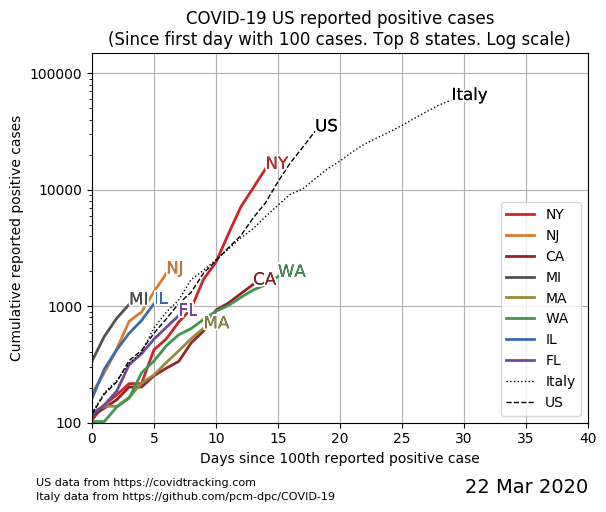 COVID-19 US reported positive cases
(Since first day with 100 cases. Top 8 states. Log scale)
Cumulative reported positive cases
100000
10000
1000
100
Italy
US
NY
NJ
WA
CA
MI
IL
FL
MA
NY
NJ
CA
MI
MA
WA
IL
FL
Italy
US
0 5 10 15 20 25 30 35 40
Days since 100th reported positive case
US data from https://covidtracking.com
Italy data from https://github.com/pcm-dpc/COVID-19
22 Mar 2020